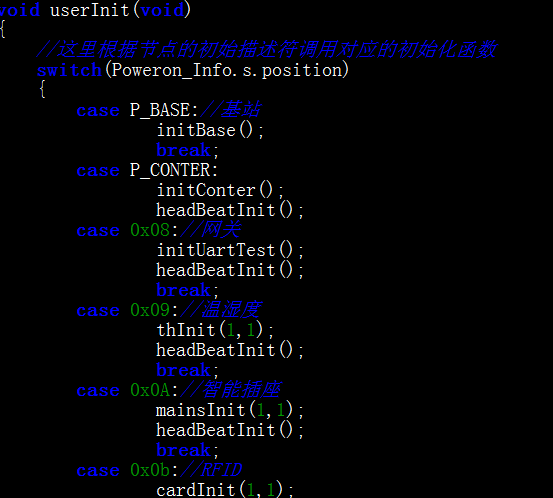 void userInit(void)
{
//这里根据节点的初始描述符调用对应的初始化函数
switch(Poweron_Info.s.position)
{
case P_BASE://基站
initBase();
break;
case P_CONTER:
initConter();
headBeatInit();
case 0x08://网关
initUartTest();
headBeatInit();
break;
case 0x09://温湿度
thInit(1,1);
headBeatInit();
break;
case 0x0A://智能插座
mainsInit(1,1);
headBeatInit();
break;
case 0x0b://RFID
cardInit(1,1);